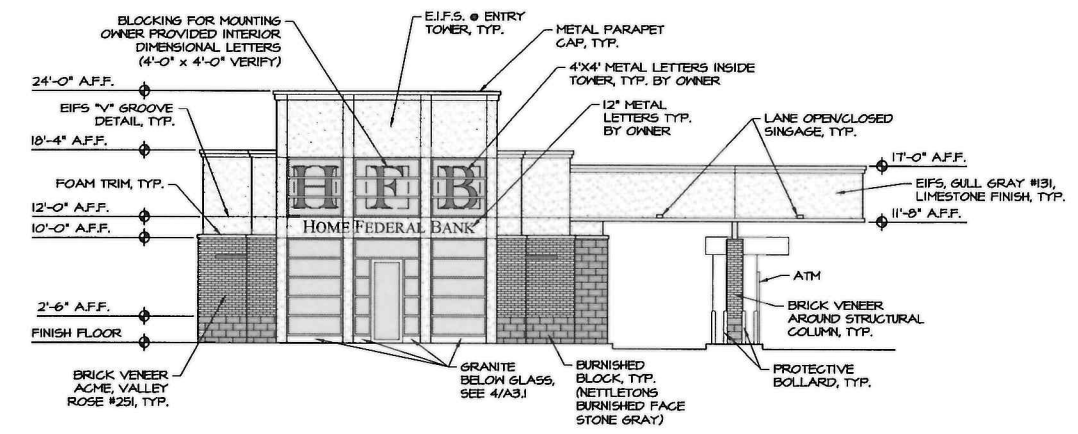 BLOCKING FOR MOUNTING
OWNER PROVIDED INTERIOR
DIMENSIONAL LETTERS
(4'-0" x 4'-0" VERIFY)
E.I.F.S. @ ENTRY
TOWER, TYP.
METAL PARAPET
CAP, TYP.
4'X4' METAL LETTERS INSIDE
TOWER, TYP. BY OWNER
12" METAL
LETTERS TYP.
BY OWNER
LANE OPEN/CLOSED
SINGAGE, TYP.
24'-0" A.F.F.
EIFS "V" GROOVE
DETAIL, TYP.
18'-4" A.F.F.
FOAM TRIM, TYP.
12'-0" A.F.F.
10'-0" A.F.F.
2'-6" A.F.F.
FINISH FLOOR
H F B
HOME FEDERAL BANK
17'-0" A.F.F.
EIFS, GULL GRAY #131,
LIMESTONE FINISH, TYP.
11'-8" A.F.F.
ATM
BRICK VENEER
AROUND STRUCTURAL
COLUMN, TYP.
PROTECTIVE
BOLLARD, TYP.
BRICK VENEER
ACME, VALLEY
ROSE #251, TYP.
GRANITE
BELOW GLASS,
SEE 4/A3.1
BURNISHED
BLOCK, TYP.
(NETTLETONS
BURNISHED FACE
STONE GRAY)